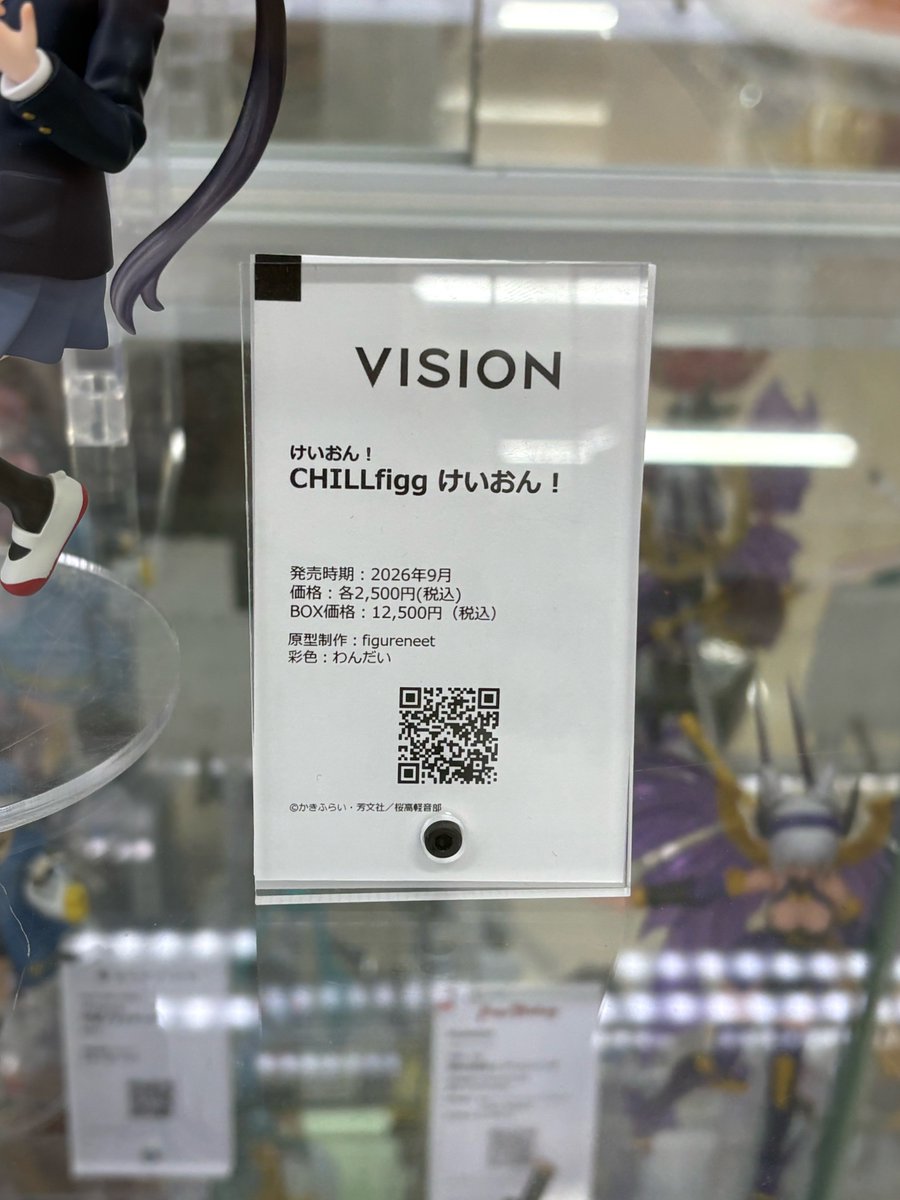 VISION
けいおん！
CHILLfigg けいおん！
発売時期：2026年9月
価格：各2,500円(税込)
BOX価格：12,500円（税込）
原型制作：figureneet
彩色：わんだい
©かきふらい・芳文社／桜高軽音部